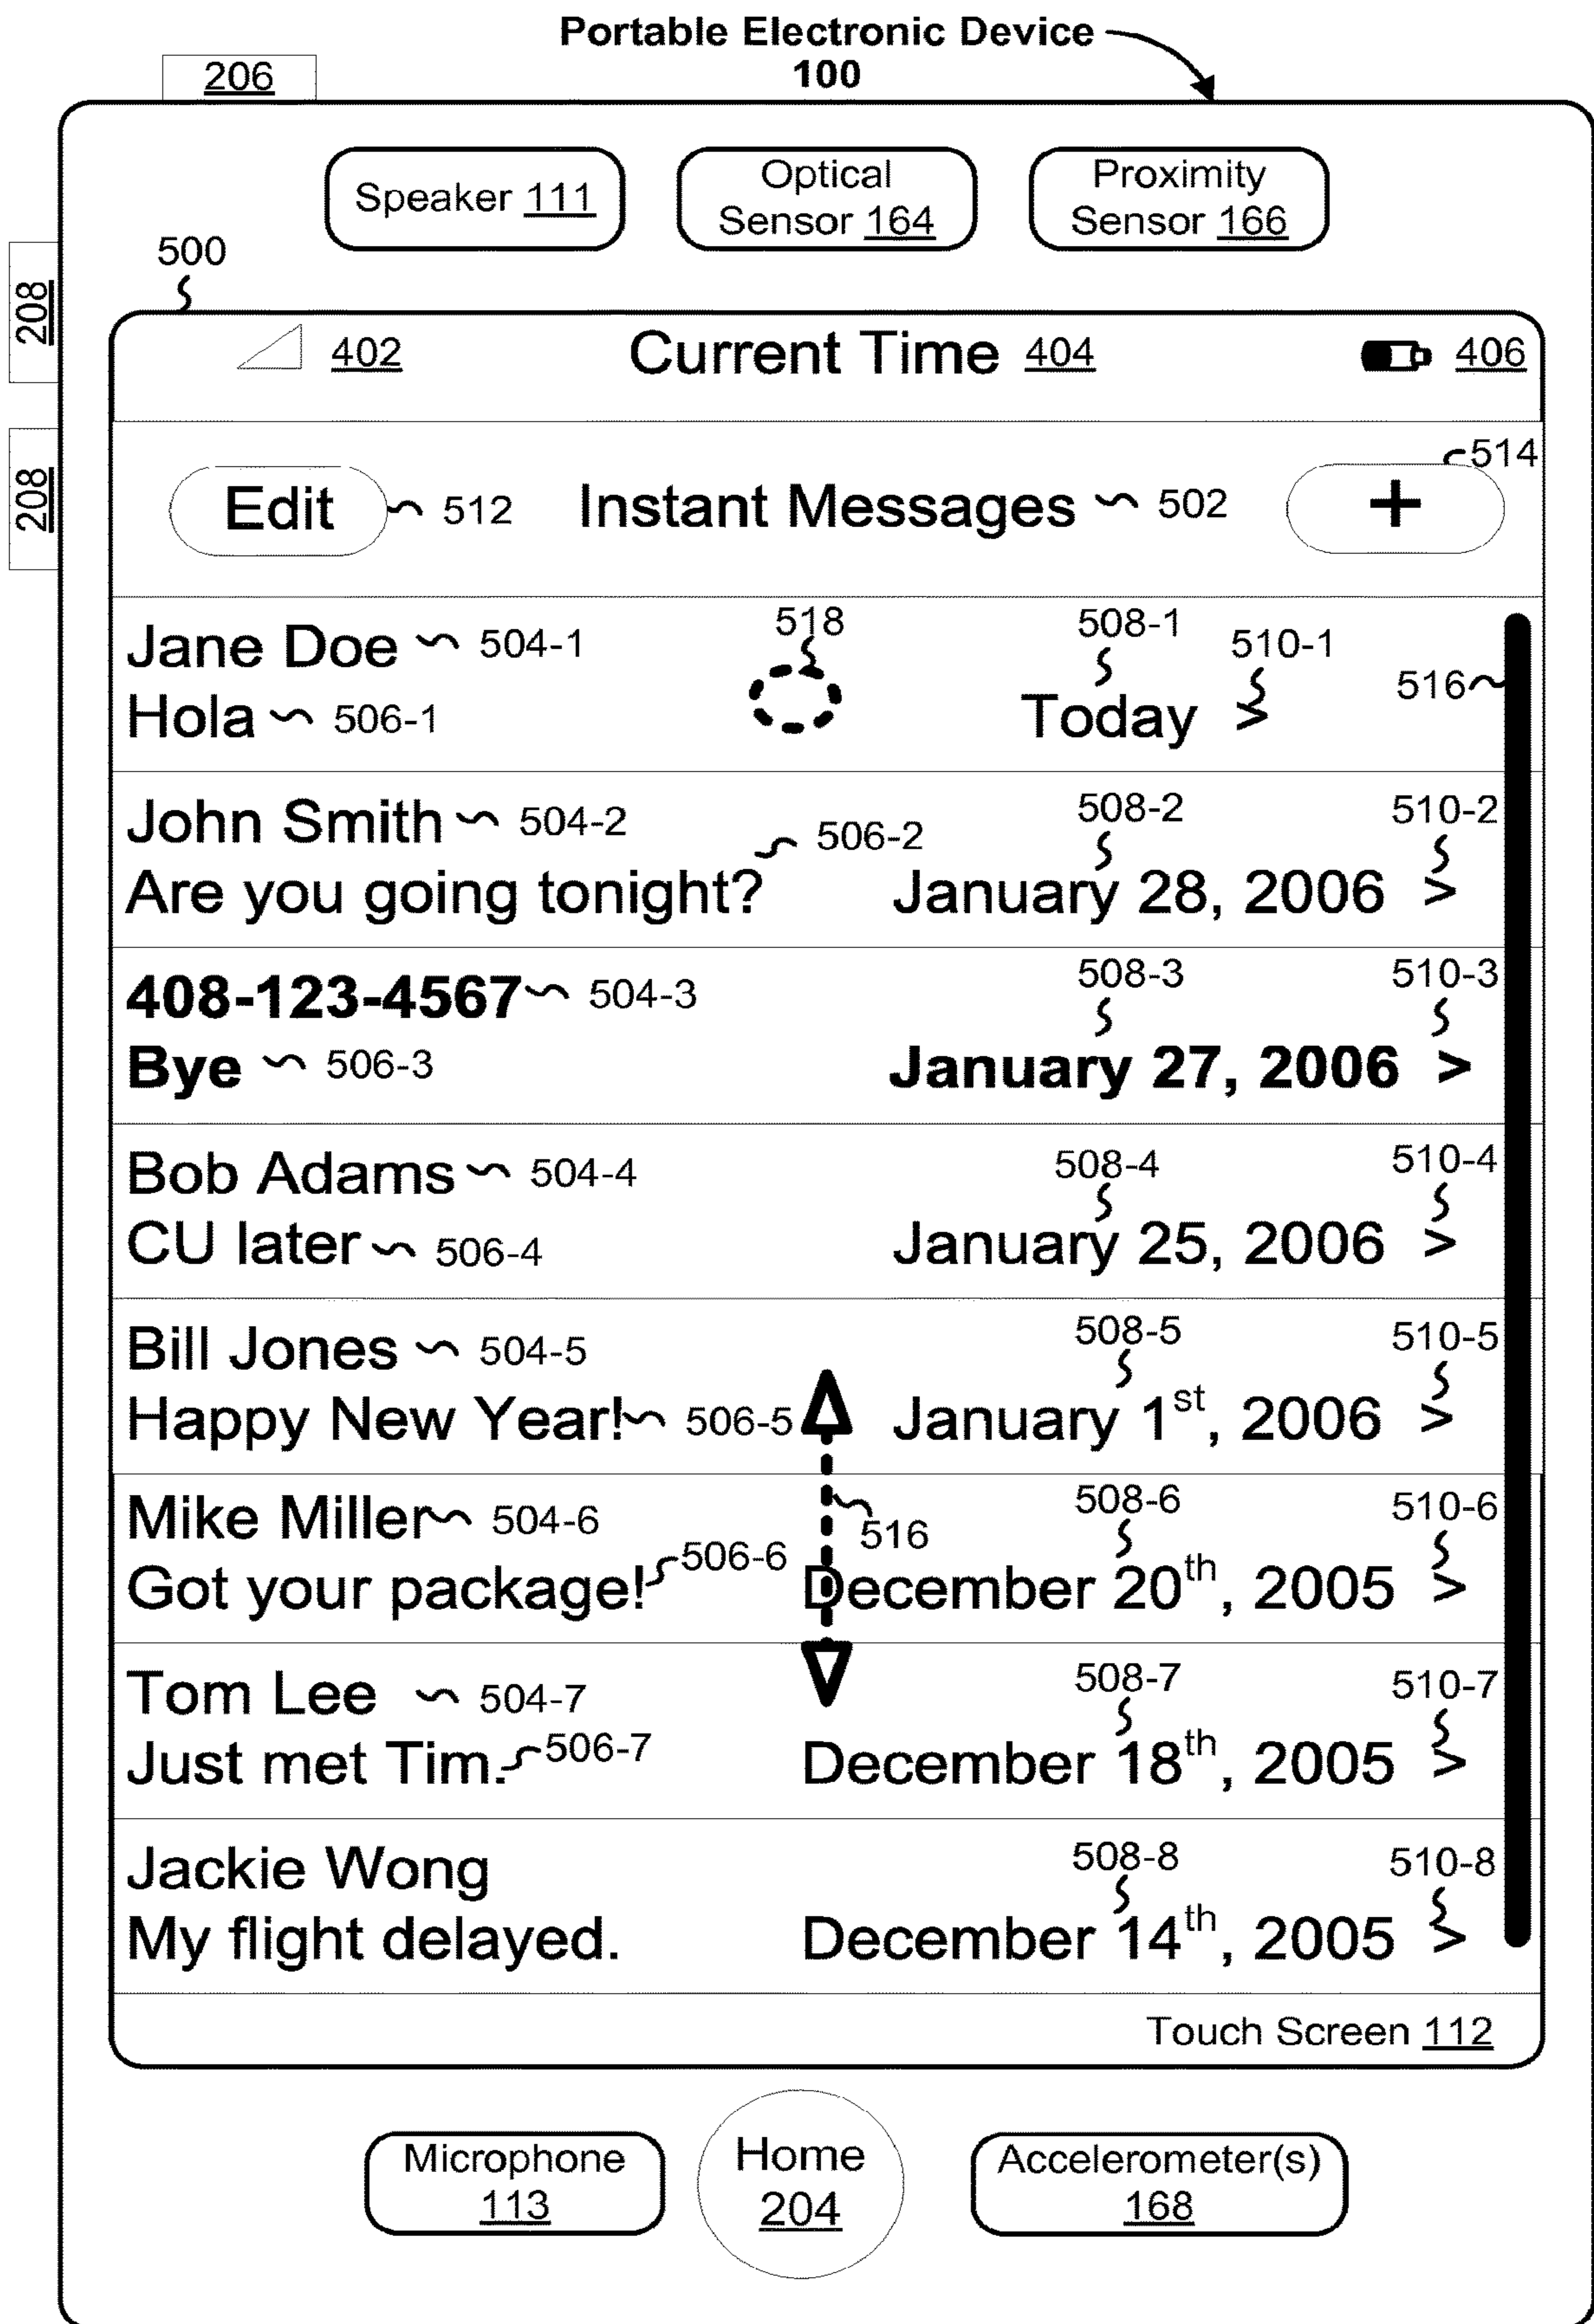 Portable Electronic Device
100
206
Speaker 111
Optical
Sensor 164
Proximity
Sensor 166
208
208
500
402 Current Time 404 406
514
Edit 512 Instant Messages 502 +
518 508-1
Jane Doe 504-1 510-1
516
Hola 506-1 Today >
John Smith 504-2 508-2 510-2
506-2
Are you going tonight? January 28, 2006 >
408-123-4567 504-3 508-3 510-3
Bye 506-3 January 27, 2006 >
Bob Adams 504-4 508-4 510-4
CU later 506-4 January 25, 2006 >
Bill Jones 504-5 508-5 510-5
Happy New Year! 506-5 January 1st, 2006 >
Mike Miller 504-6 516 508-6 510-6
506-6
Got your package! December 20th, 2005 >
Tom Lee 504-7 508-7 510-7
Just met Tim. 506-7 December 18th, 2005 >
Jackie Wong 508-8 510-8
My flight delayed. December 14th, 2005 >
Touch Screen 112
Microphone
113
Home
204
Accelerometer(s)
168